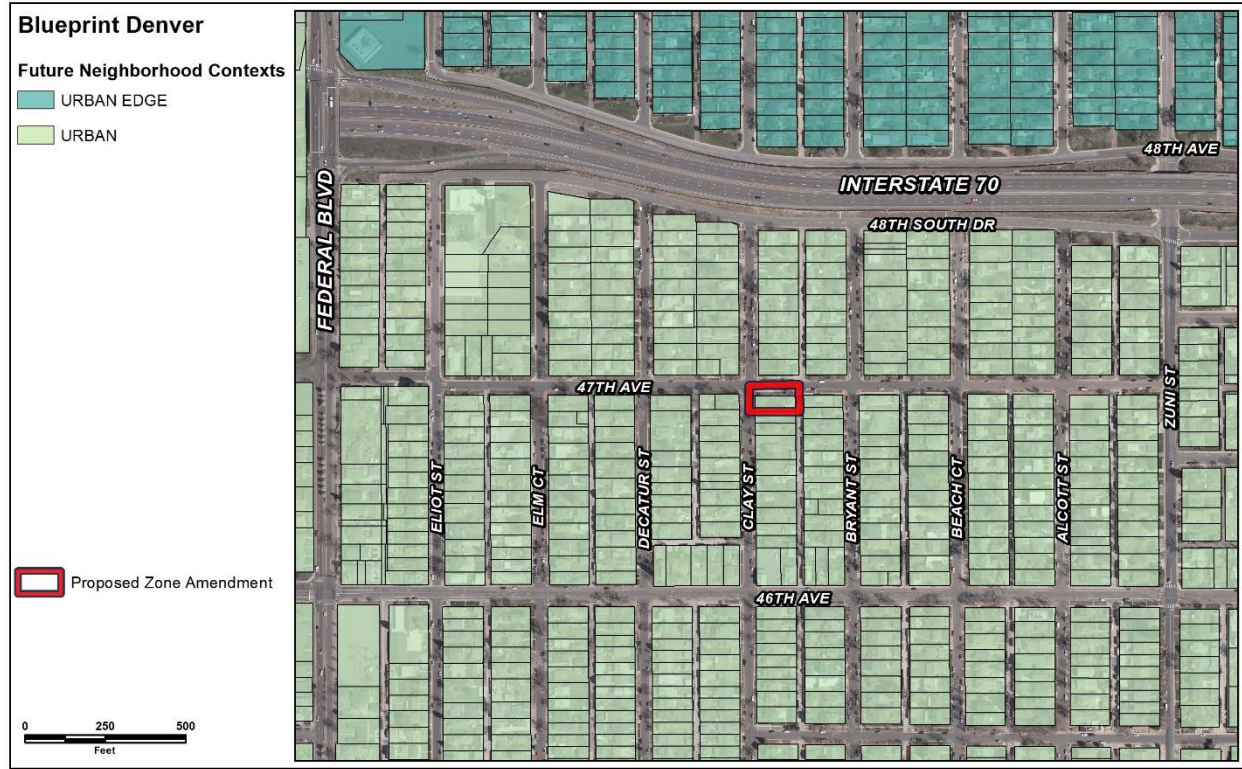 Blueprint Denver
Future Neighborhood Contexts
URBAN EDGE
URBAN
48TH AVE
INTERSTATE 70
48TH SOUTH DR
FEDERAL BLVD
47TH AVE
ZUNI ST
ELIOT ST
ELM CT
DECATUR ST
CLAY ST
BRYANT ST
BEACH CT
ALCOTT ST
Proposed Zone Amendment
46TH AVE
0 250 500
Feet